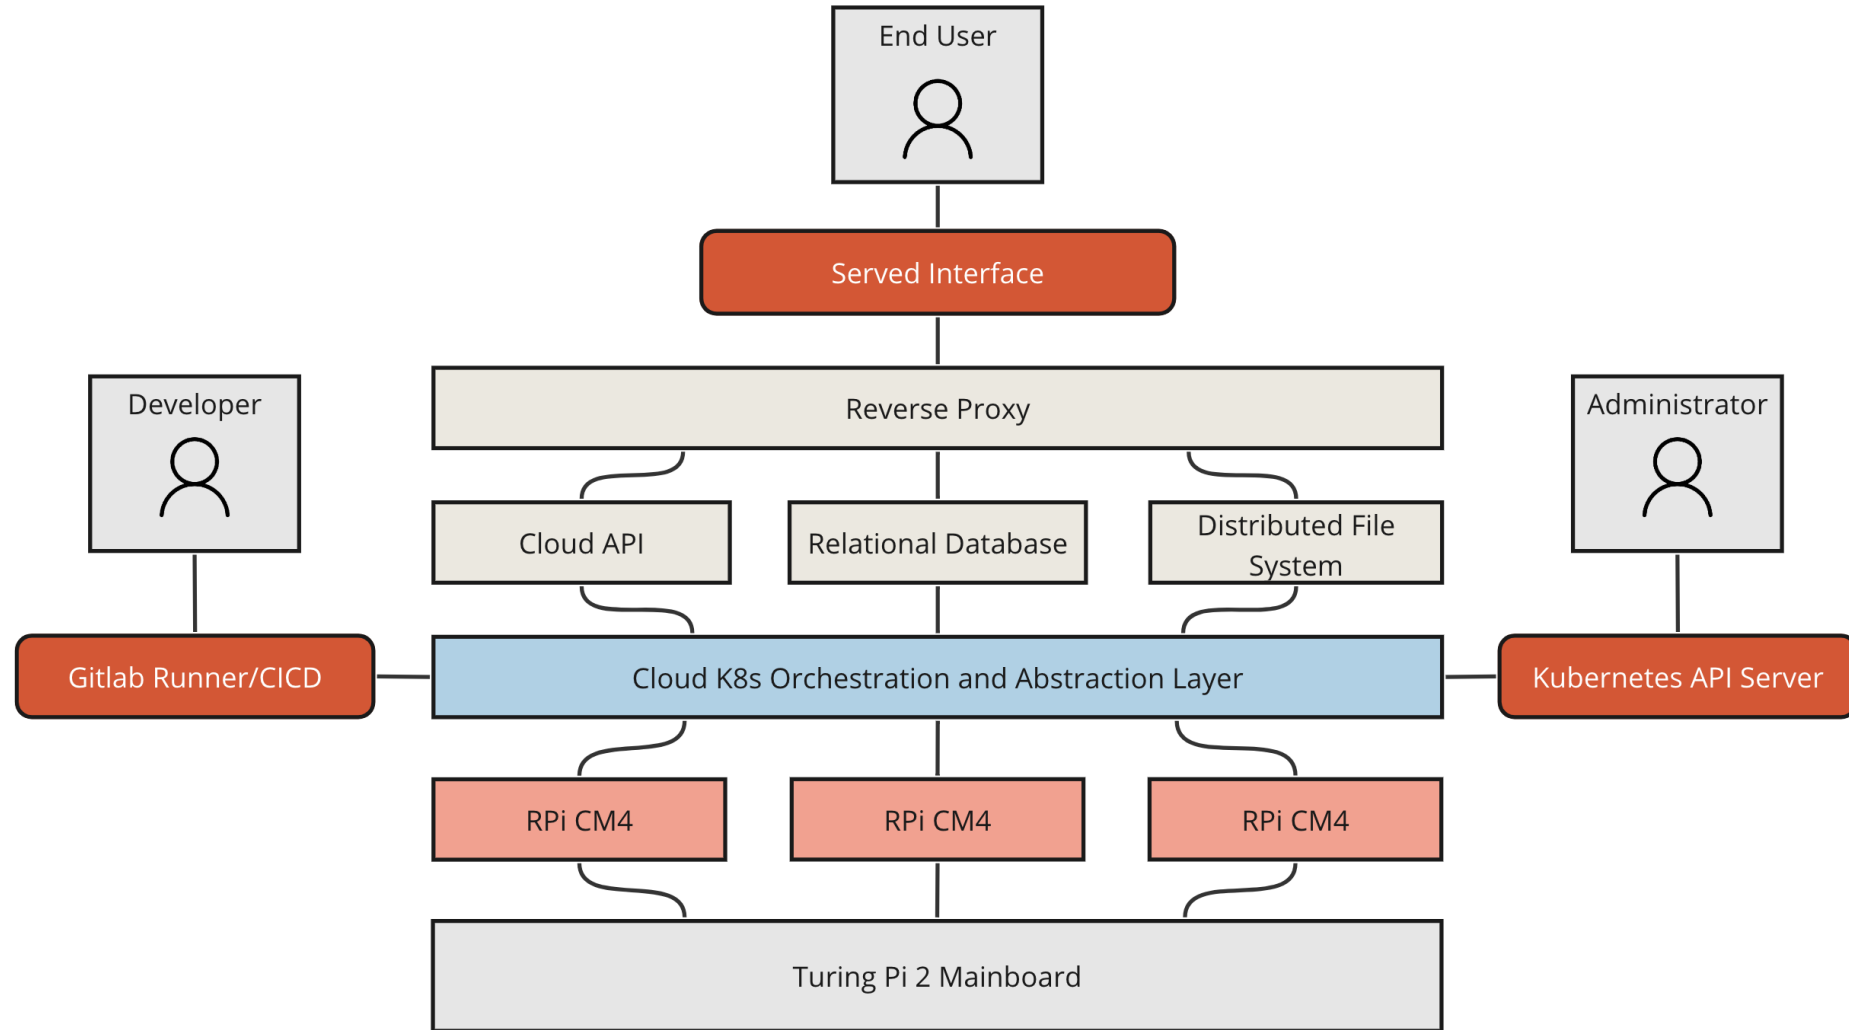 End User
Served Interface
Developer
Reverse Proxy
Administrator
Cloud API
Relational Database
Distributed File
System
Gitlab Runner/CICD
Cloud K8s Orchestration and Abstraction Layer
Kubernetes API Server
RPi CM4
RPi CM4
RPi CM4
Turing Pi 2 Mainboard